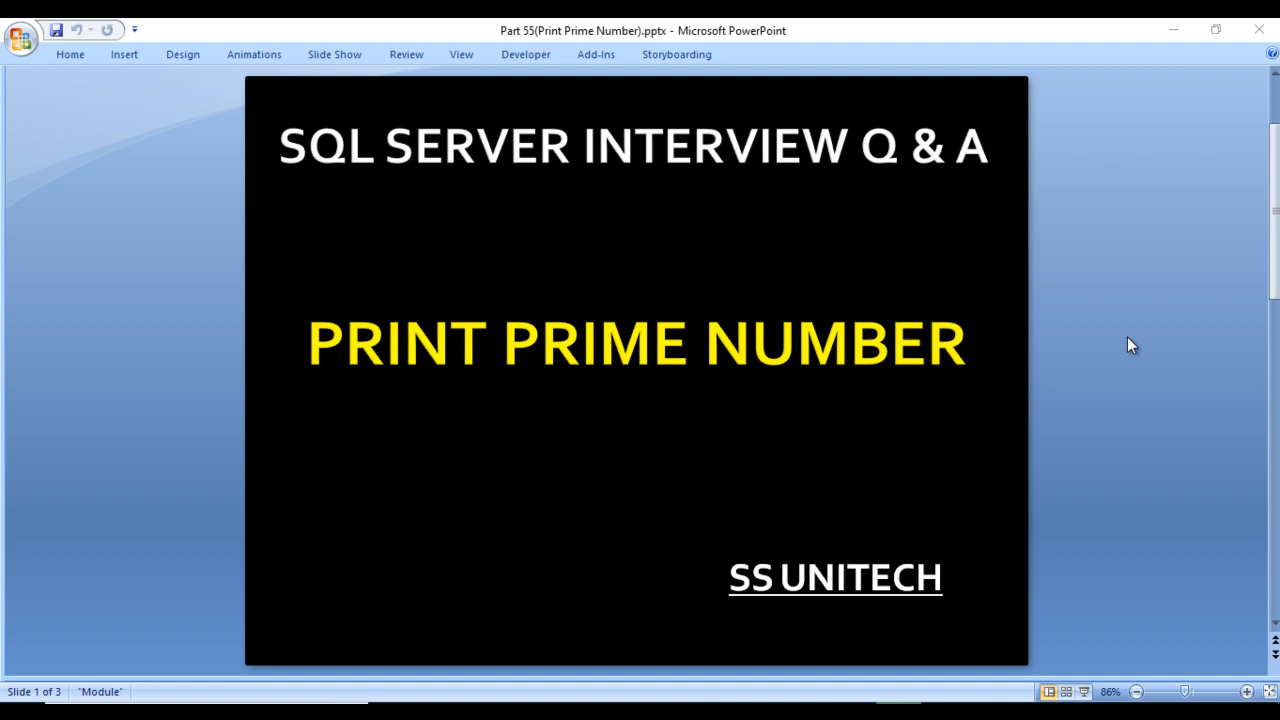 Part 55(Print Prime Number).pptx - Microsoft PowerPoint
Home Insert Design Animations Slide Show Review View Developer Add-Ins Storyboarding
SQL SERVER INTERVIEW Q & A
PRINT PRIME NUMBER
SS UNITECH
Slide 1 of 3 "Module" 86%